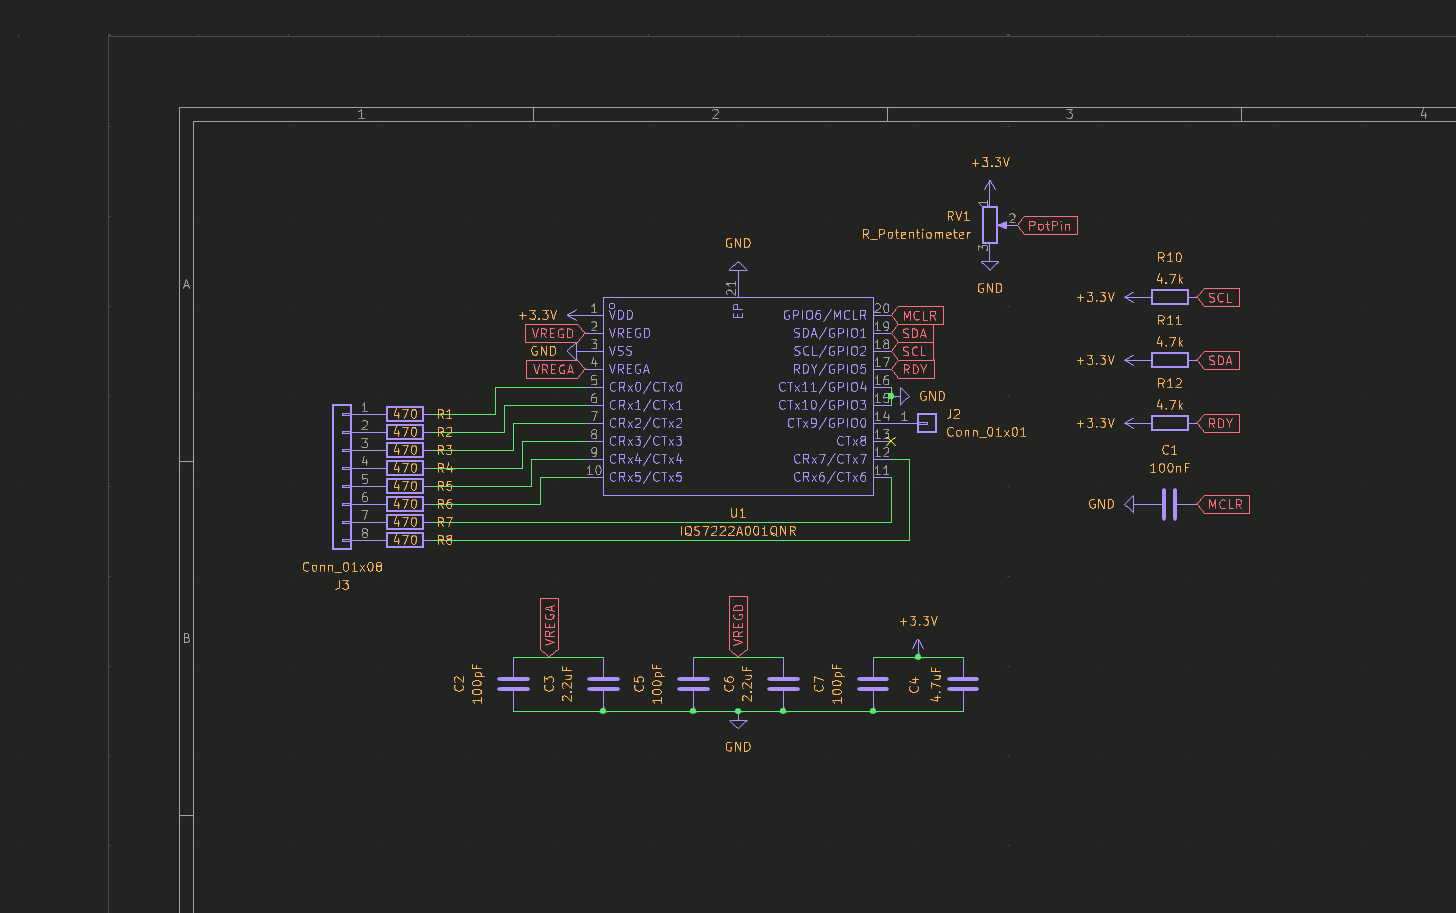 1 2 3 4
+3.3V
RV1
R_Potentiometer
1
2
3
PotPin
GND
A
GND
21
EP
R10
4.7k
+3.3V
SCL
R11
4.7k
+3.3V
SDA
R12
4.7k
+3.3V
RDY
C1
100nF
GND
MCLR
+3.3V 1 VDD
VREGD 2 VREGD
GND 3 VSS
VREGA 4 VREGA
5 CRx0/CTx0
6 CRx1/CTx1
7 CRx2/CTx2
8 CRx3/CTx3
9 CRx4/CTx4
10 CRx5/CTx5
GPIO6/MCLR 20 MCLR
SDA/GPIO1 19 SDA
SCL/GPIO2 18 SCL
RDY/GPIO5 17 RDY
CTx11/GPIO4 16
CTx10/GPIO3 15
GND
CTx9/GPIO0 14
1
J2
Conn_01x01
CTx8 13
CRx7/CTx7 12
CRx6/CTx6 11
U1
IQS7222A001QNR
1 470 R1
2 470 R2
3 470 R3
4 470 R4
5 470 R5
6 470 R6
7 470 R7
8 470 R8
Conn_01x08
J3
B
VREGA
C2
100pF
C3
2.2uF
VREGD
C5
100pF
C6
2.2uF
+3.3V
C7
100pF
C4
4.7uF
GND